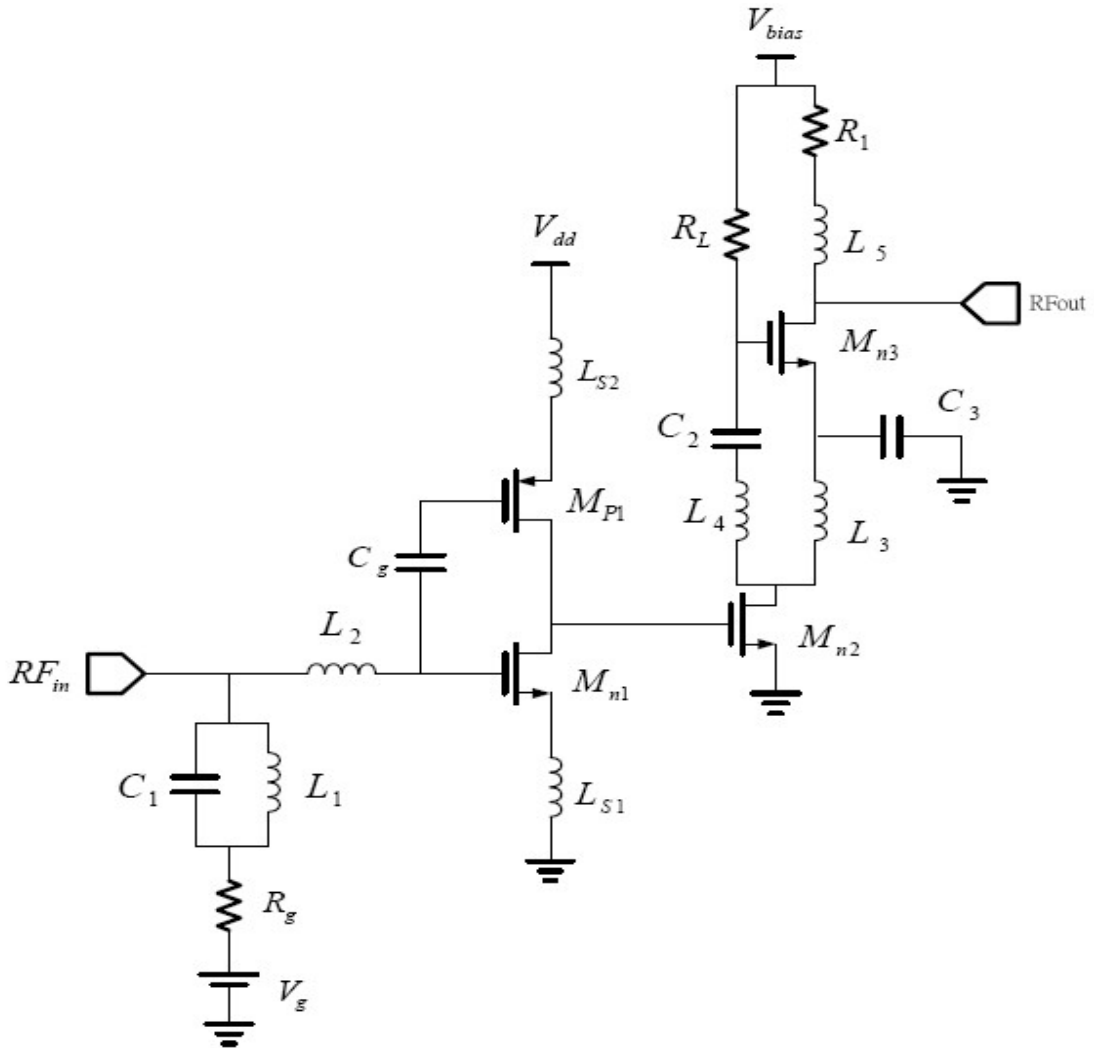 V_bias
R_1
R_L
V_dd
L_5
RFout
M_n3
L_S2
C_3
C_2
M_P1
L_4
L_3
C_g
L_2
M_n2
RF_in
M_n1
C_1
L_1
L_S1
R_g
V_g